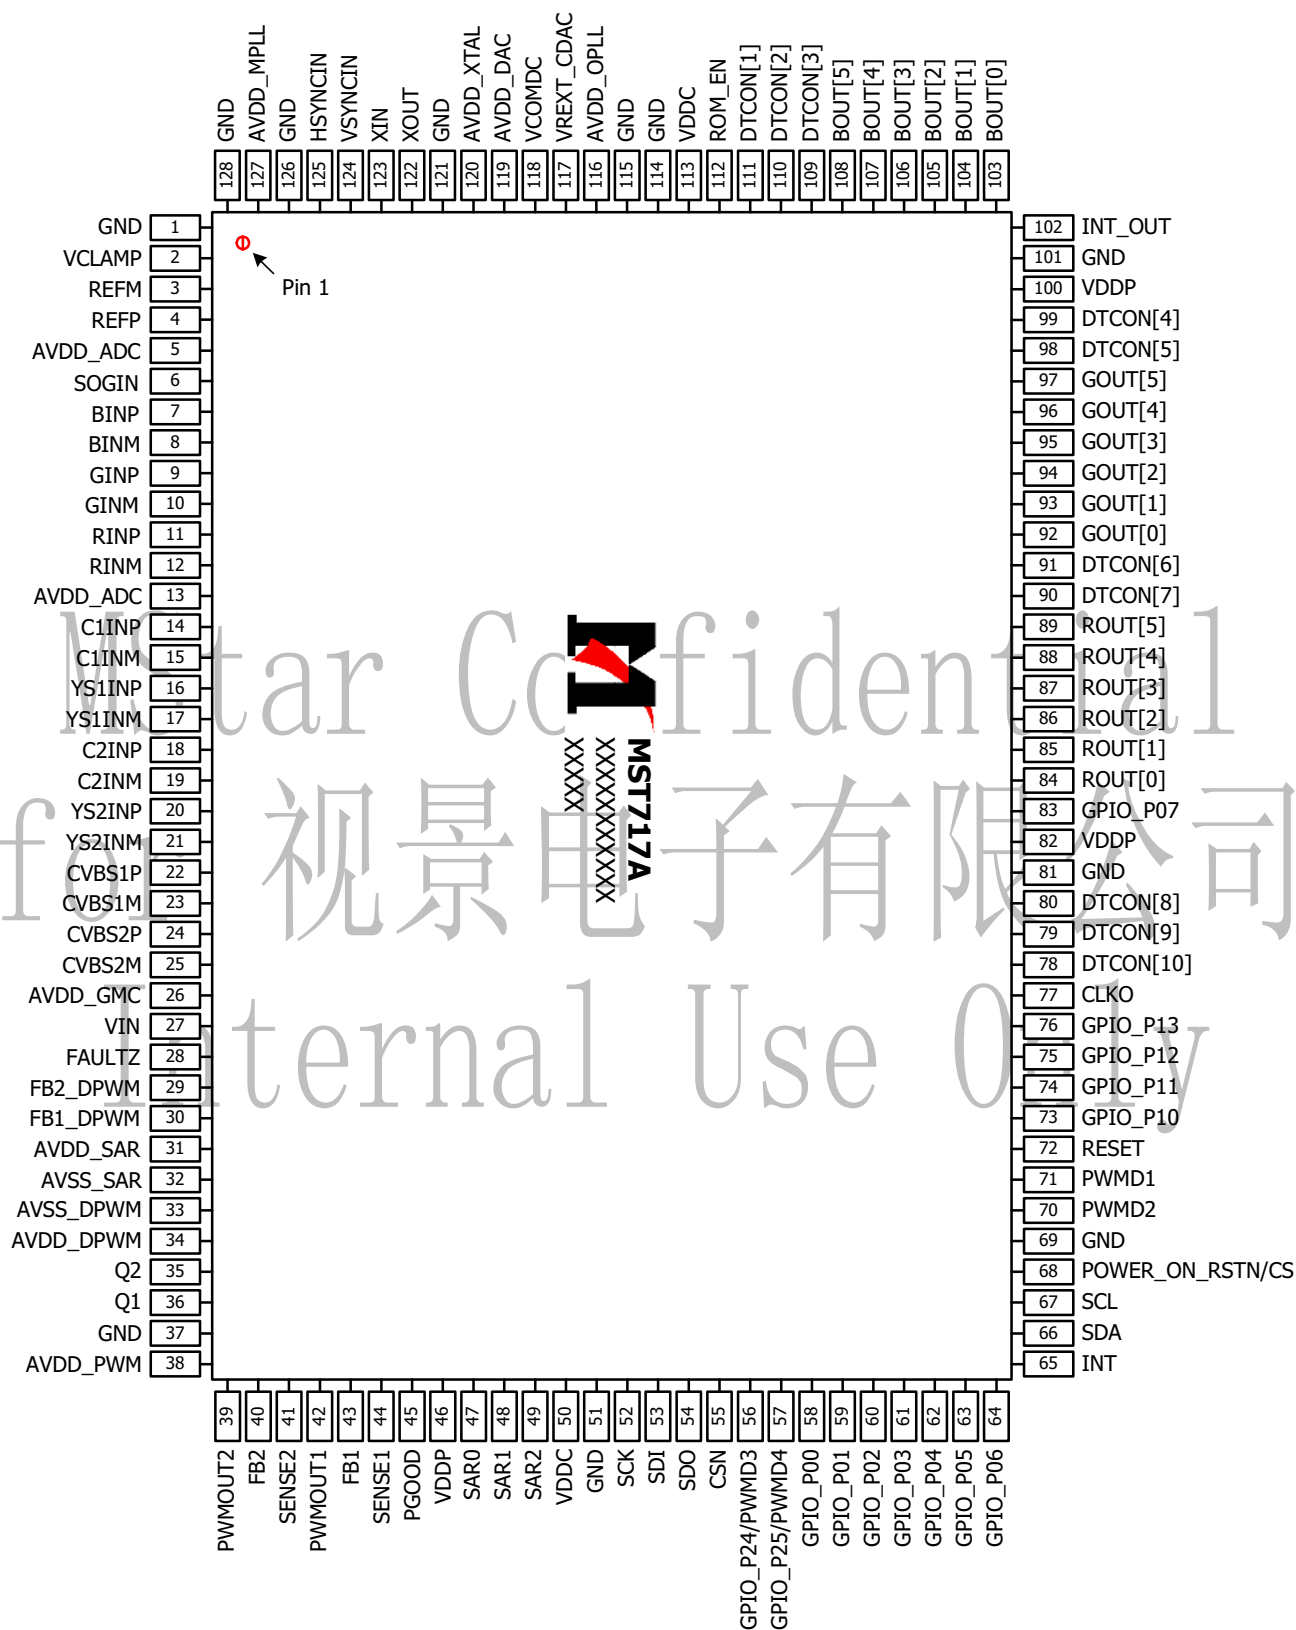 GND
AVDD_MPLL
GND
HSYNCIN
VSYNCIN
XIN
XOUT
GND
AVDD_XTAL
AVDD_DAC
VCOMDC
VREXT_CDAC
AVDD_OPLL
GND
GND
VDDC
ROM_EN
DTCON[1]
DTCON[2]
DTCON[3]
BOUT[5]
BOUT[4]
BOUT[3]
BOUT[2]
BOUT[1]
BOUT[0]
128 127 126 125 124 123 122 121 120 119 118 117 116 115 114 113 112 111 110 109 108 107 106 105 104 103
GND 1
VCLAMP 2
REFM 3
REFP 4
AVDD_ADC 5
SOGIN 6
BINP 7
BINM 8
GINP 9
GINM 10
RINP 11
RINM 12
AVDD_ADC 13
C1INP 14
C1INM 15
YS1INP 16
YS1INM 17
C2INP 18
C2INM 19
YS2INP 20
YS2INM 21
CVBS1P 22
CVBS1M 23
CVBS2P 24
CVBS2M 25
AVDD_GMC 26
VIN 27
FAULTZ 28
FB2_DPWM 29
FB1_DPWM 30
AVDD_SAR 31
AVSS_SAR 32
AVSS_DPWM 33
AVDD_DPWM 34
Q2 35
Q1 36
GND 37
AVDD_PWM 38
Pin 1
M
MST717A
XXXXXXXXXXX
XXXXX
MStar Confidential
for 视景电子有限公司
Internal Use Only
102 INT_OUT
101 GND
100 VDDP
99 DTCON[4]
98 DTCON[5]
97 GOUT[5]
96 GOUT[4]
95 GOUT[3]
94 GOUT[2]
93 GOUT[1]
92 GOUT[0]
91 DTCON[6]
90 DTCON[7]
89 ROUT[5]
88 ROUT[4]
87 ROUT[3]
86 ROUT[2]
85 ROUT[1]
84 ROUT[0]
83 GPIO_P07
82 VDDP
81 GND
80 DTCON[8]
79 DTCON[9]
78 DTCON[10]
77 CLKO
76 GPIO_P13
75 GPIO_P12
74 GPIO_P11
73 GPIO_P10
72 RESET
71 PWMD1
70 PWMD2
69 GND
68 POWER_ON_RSTN/CS
67 SCL
66 SDA
65 INT
39 40 41 42 43 44 45 46 47 48 49 50 51 52 53 54 55 56 57 58 59 60 61 62 63 64
PWMOUT2
FB2
SENSE2
PWMOUT1
FB1
SENSE1
PGOOD
VDDP
SAR0
SAR1
SAR2
VDDC
GND
SCK
SDI
SDO
CSN
GPIO_P24/PWMD3
GPIO_P25/PWMD4
GPIO_P00
GPIO_P01
GPIO_P02
GPIO_P03
GPIO_P04
GPIO_P05
GPIO_P06